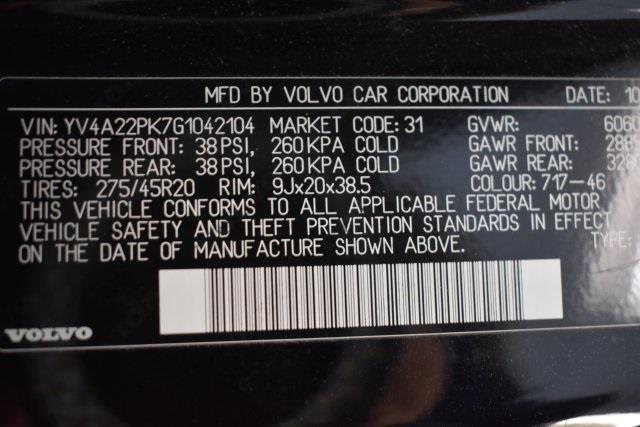 MFD BY VOLVO CAR CORPORATION DATE: 10
VIN: YV4A22PK7G1042104 MARKET CODE: 31 GVWR: 6060
PRESSURE FRONT: 38 PSI, 260 KPA COLD GAWR FRONT: 286
PRESSURE REAR: 38 PSI, 260 KPA COLD GAWR REAR: 328
TIRES: 275/45R20 RIM: 9Jx20x38.5 COLOUR: 717-46
THIS VEHICLE CONFORMS TO ALL APPLICABLE FEDERAL MOTOR
VEHICLE SAFETY AND THEFT PREVENTION STANDARDS IN EFFECT
ON THE DATE OF MANUFACTURE SHOWN ABOVE. TYPE:
VOLVO